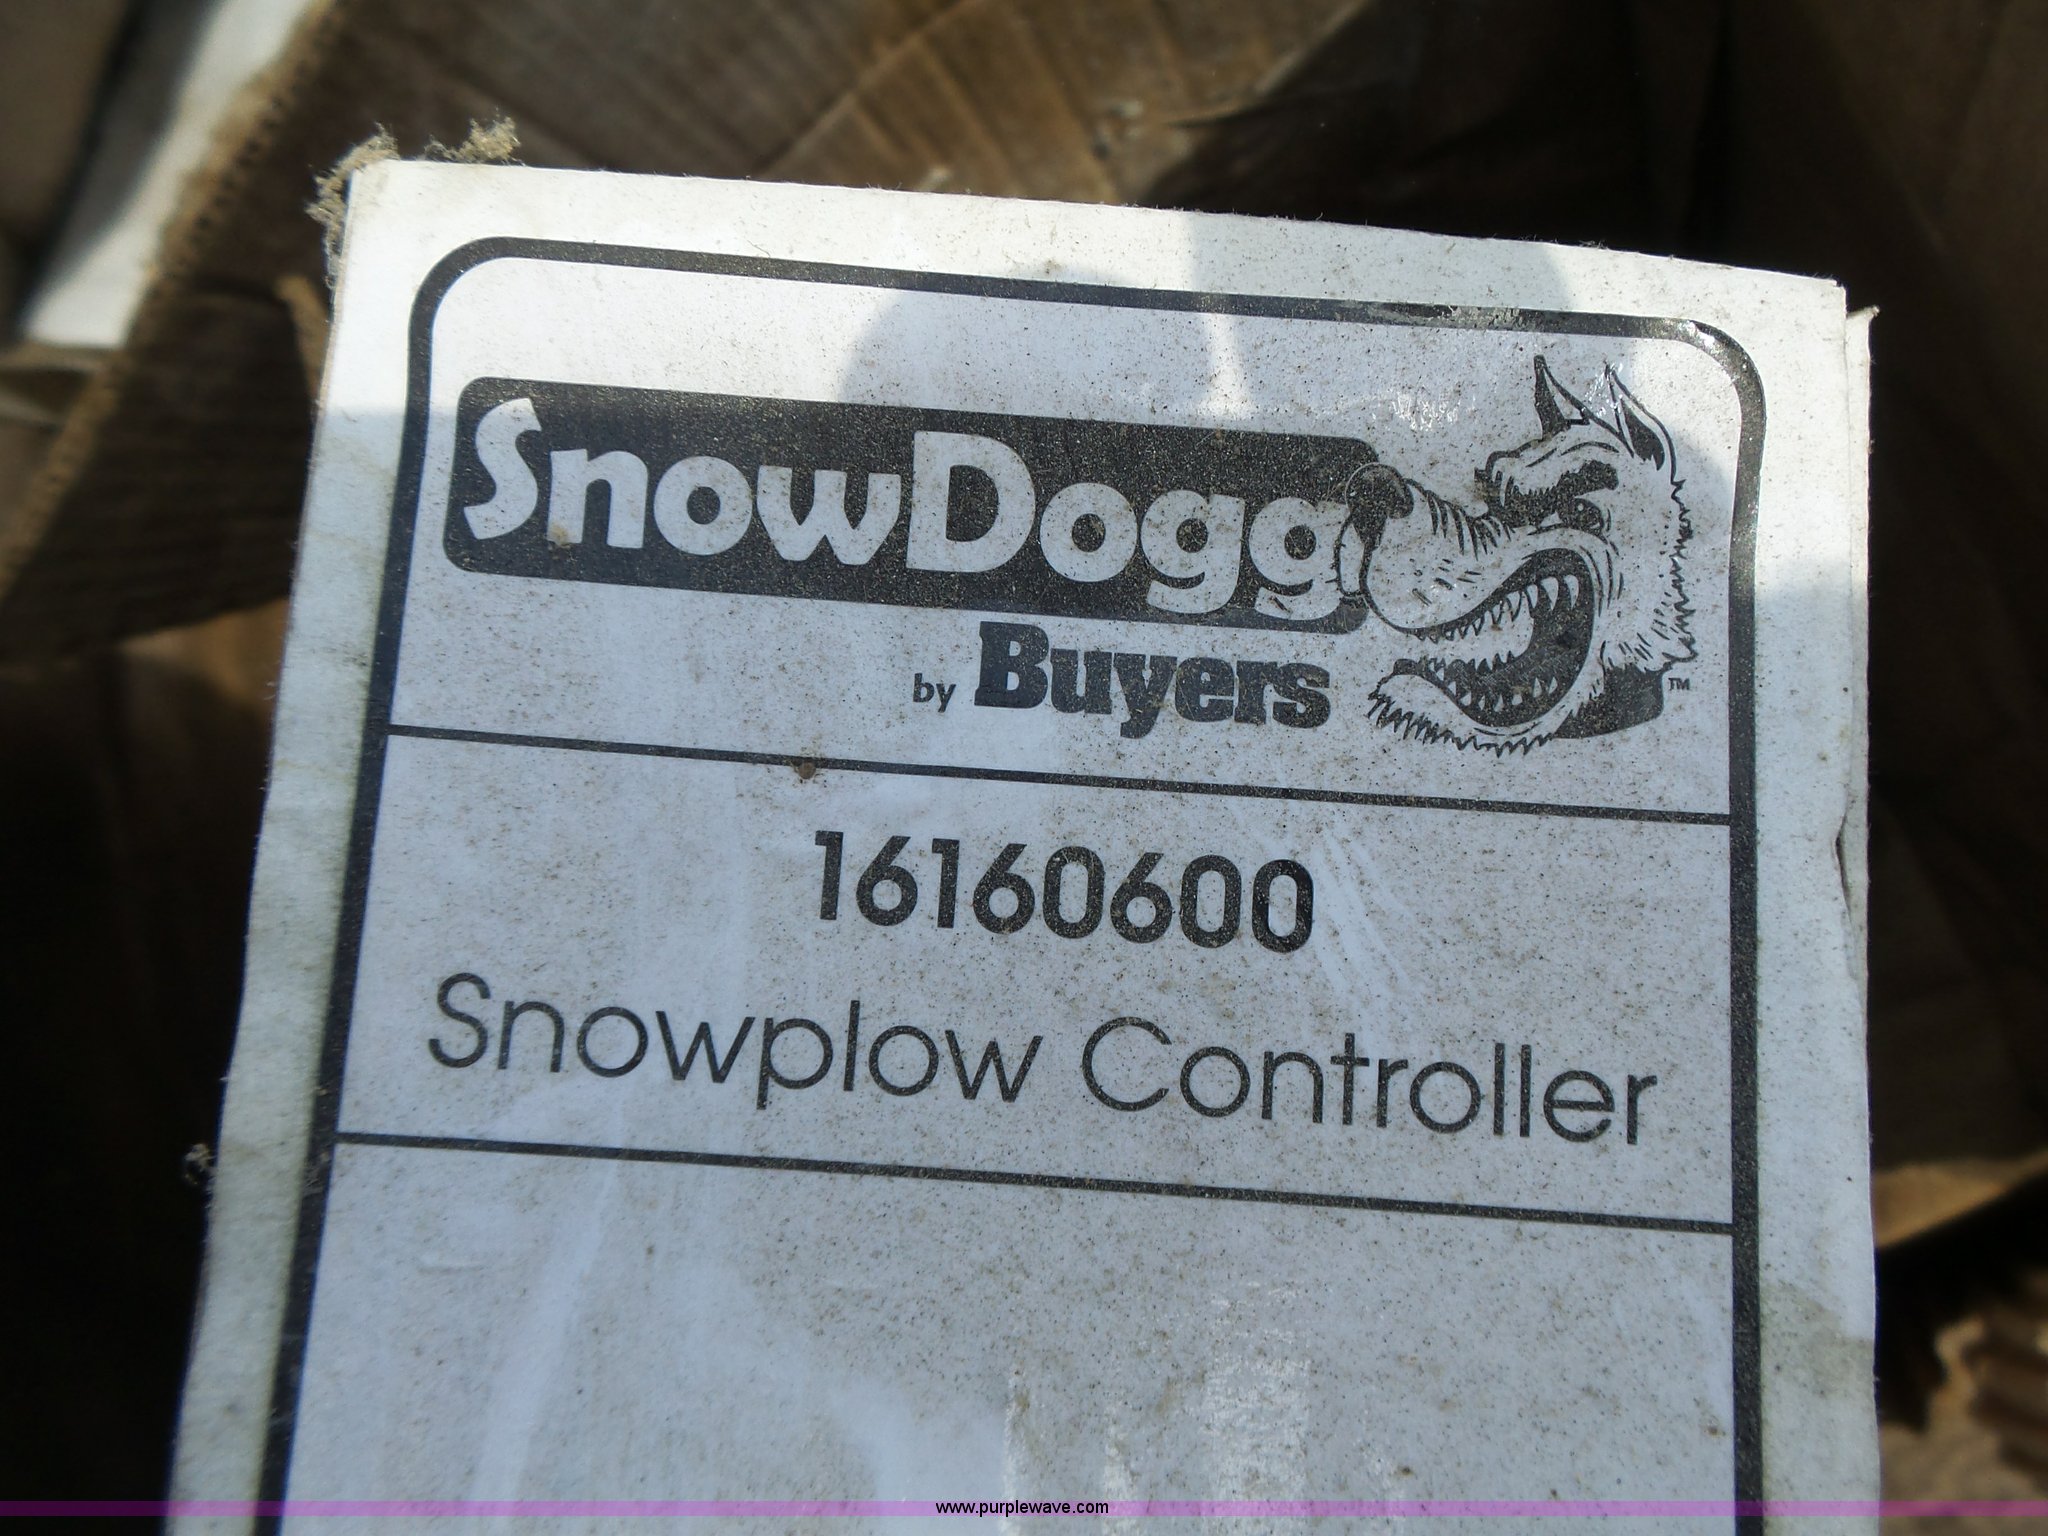 SnowDogg
by Buyers
TM
16160600
Snowplow Controller
www.purplewave.com